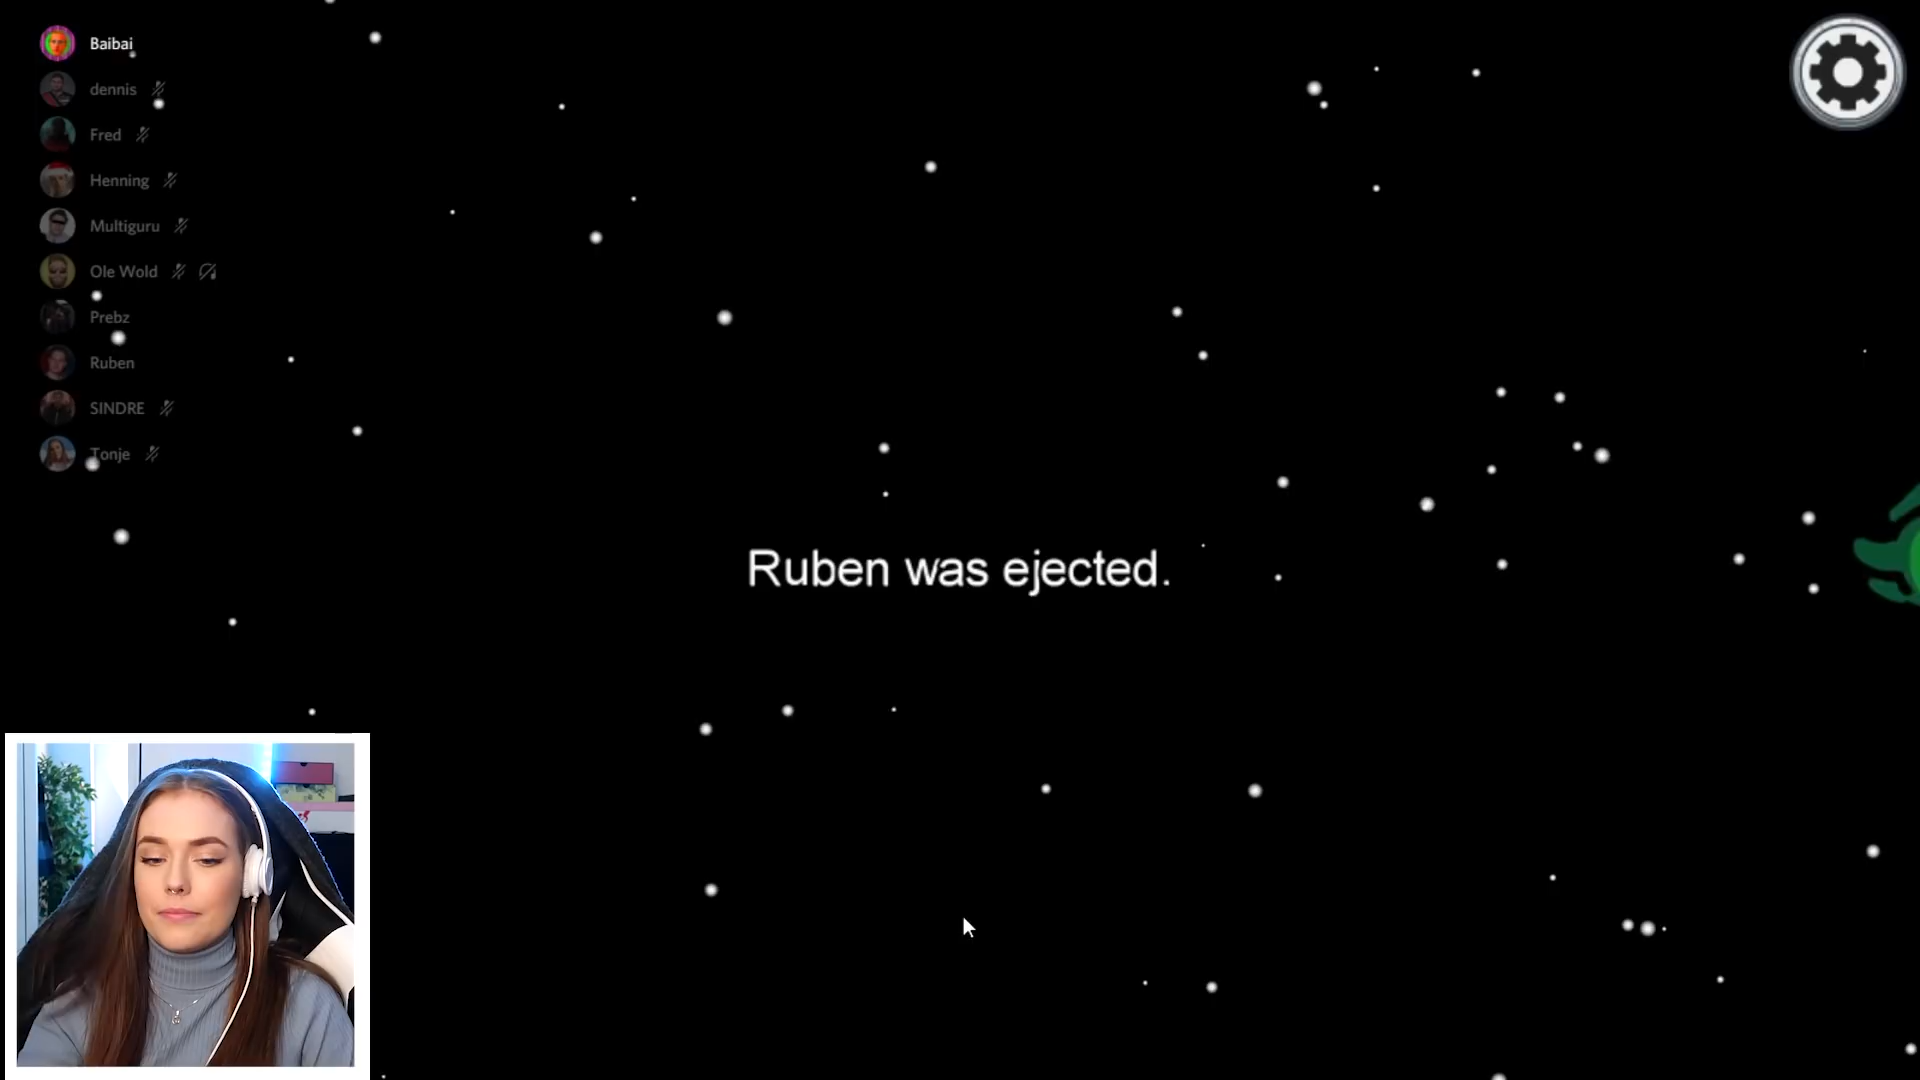 Baibai
dennis
Fred
Henning
Multiguru
Ole Wold
Prebz
Ruben
SINDRE
Tonje
Ruben was ejected.